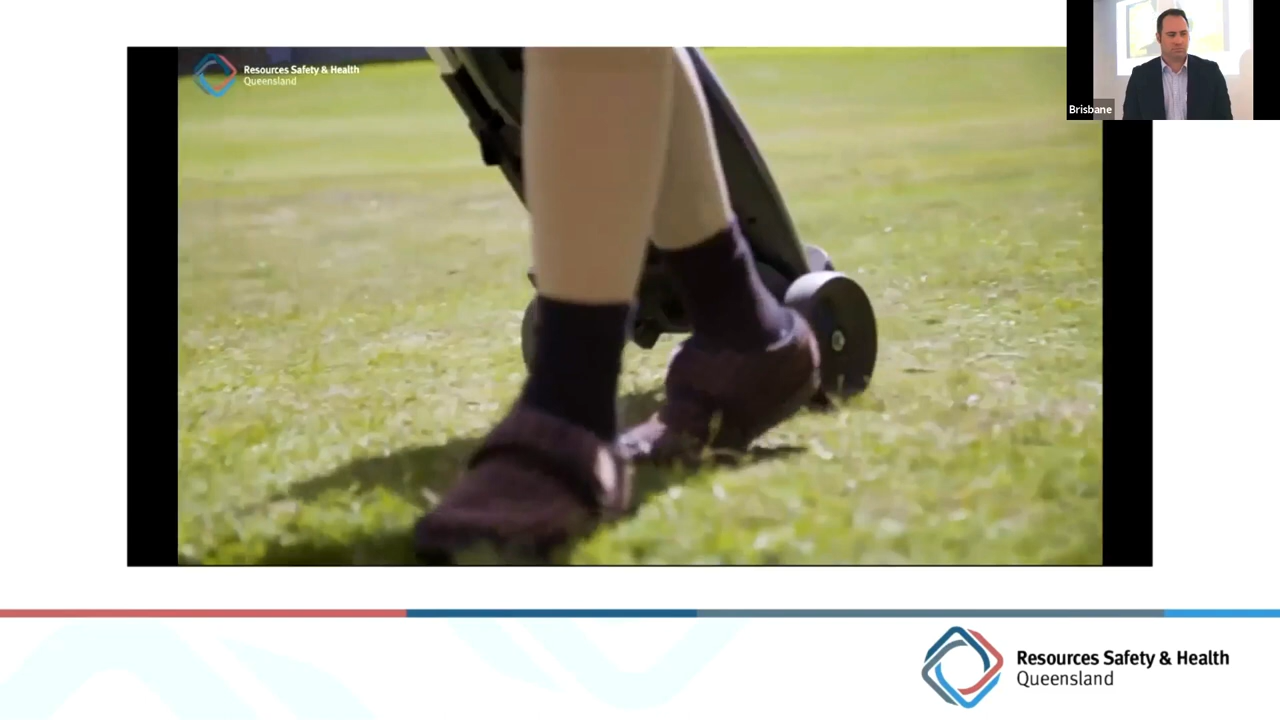 Resources Safety & Health
Queensland
Brisbane
Resources Safety & Health
Queensland